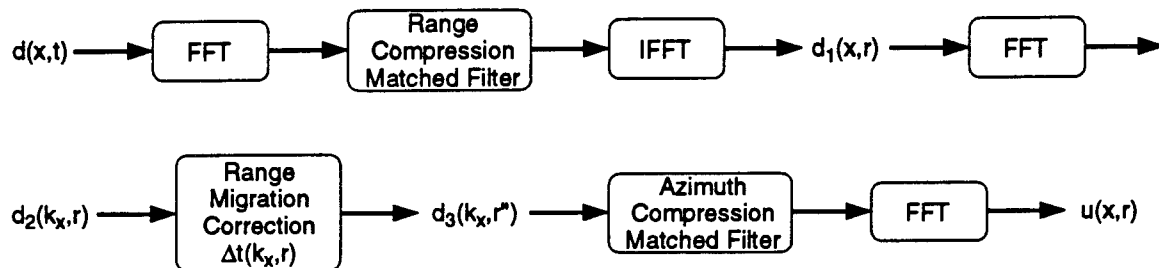 d(x,t)
FFT
Range
Compression
Matched Filter
IFFT
d₁(x,r)
FFT
d₂(kₓ,r)
Range
Migration
Correction
Δt(kₓ,r)
d₃(kₓ,r")
Azimuth
Compression
Matched Filter
FFT
u(x,r)